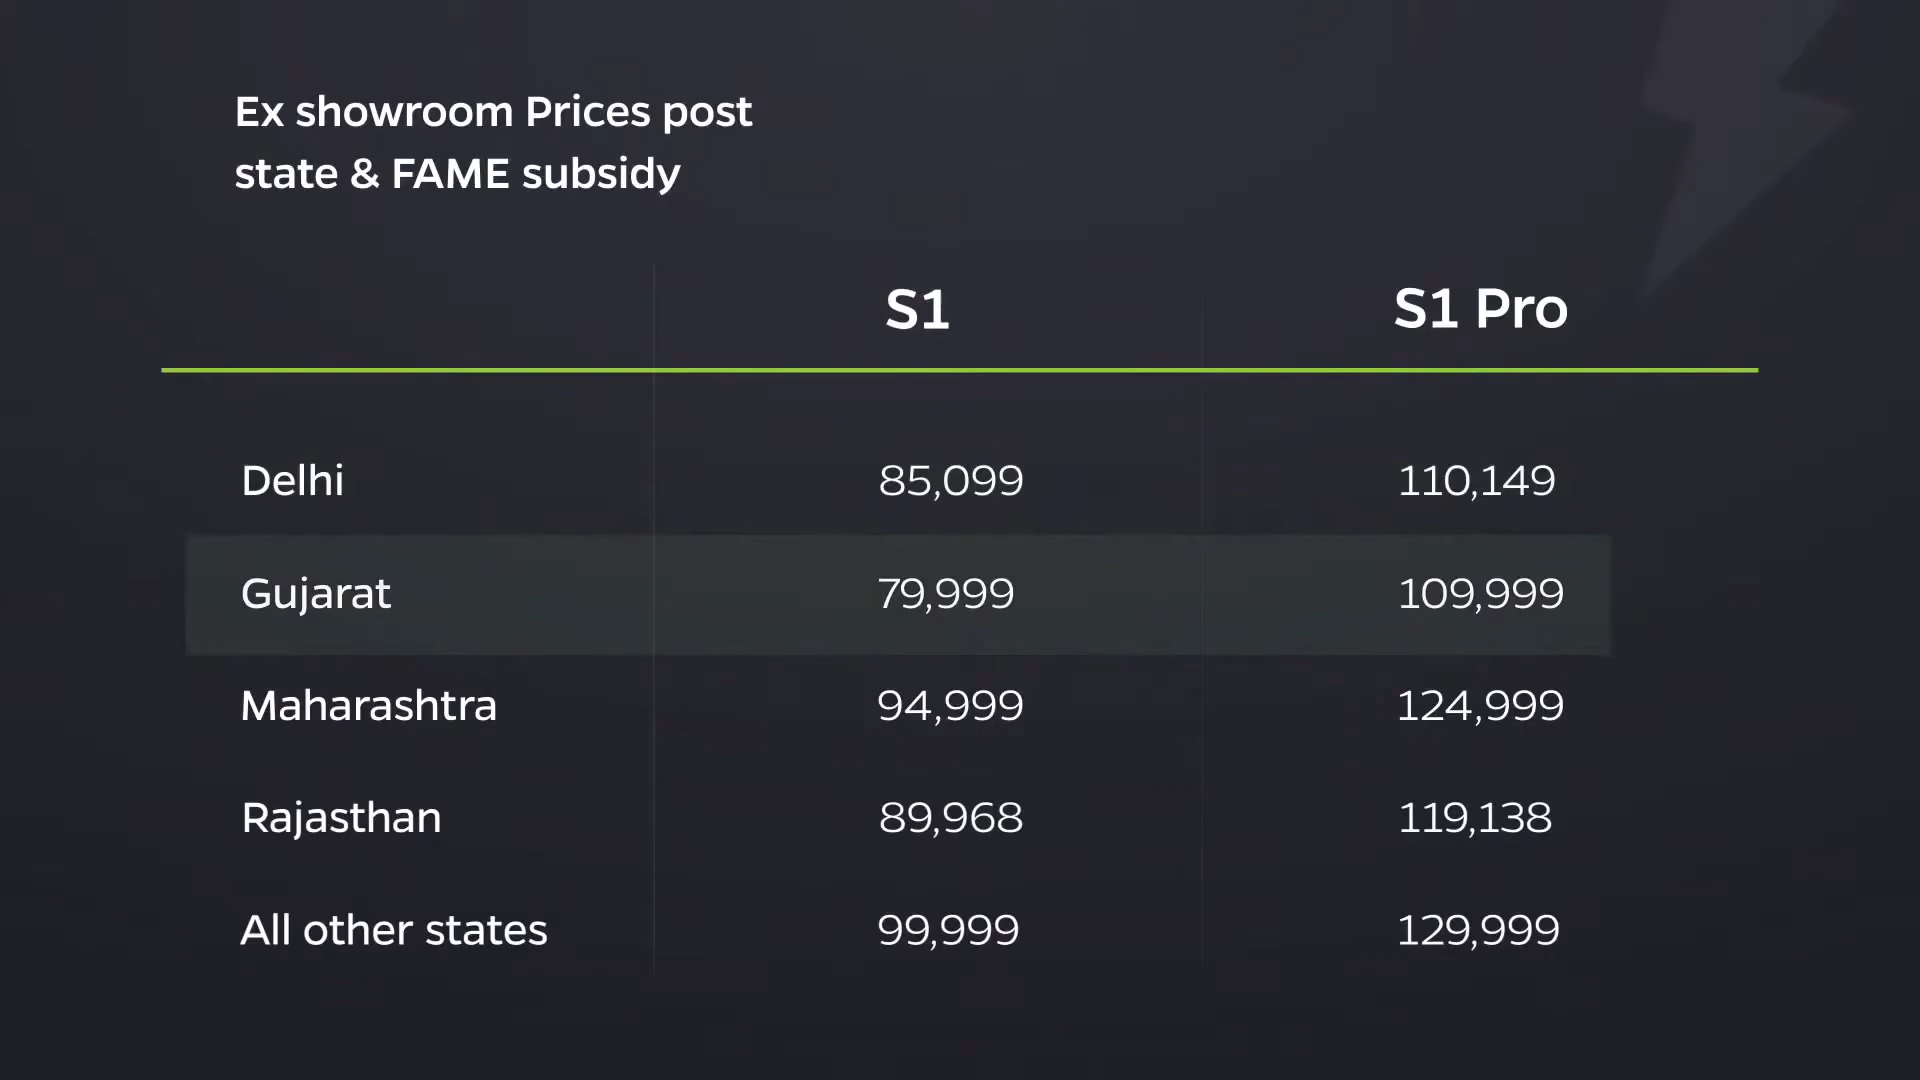 Ex showroom Prices post
state & FAME subsidy
S1 S1 Pro
Delhi 85,099 110,149
Gujarat 79,999 109,999
Maharashtra 94,999 124,999
Rajasthan 89,968 119,138
All other states 99,999 129,999